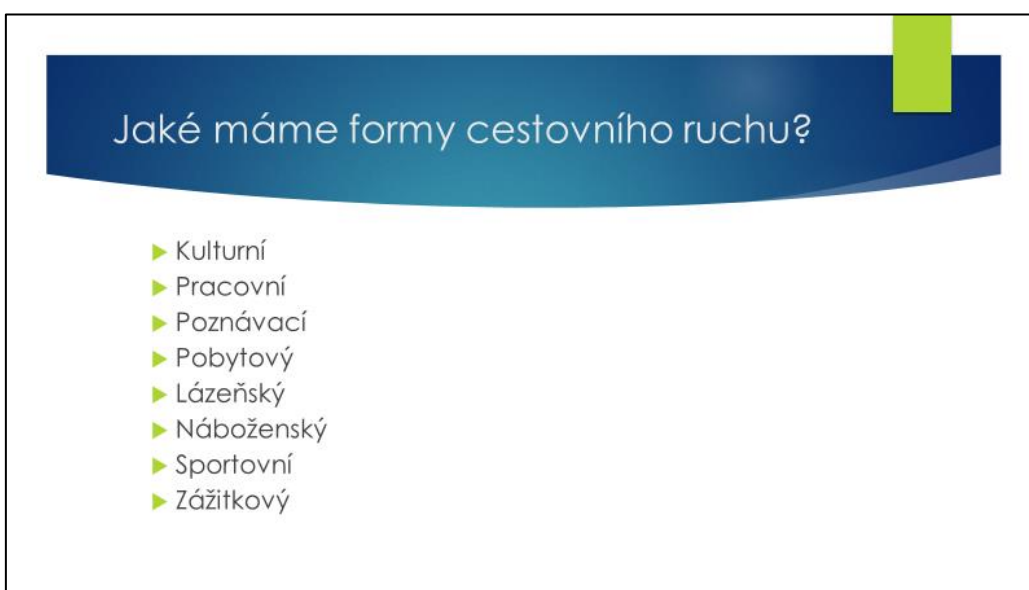 Jaké máme formy cestovního ruchu?
Kulturní
Pracovní
Poznávací
Pobytový
Lázeňský
Náboženský
Sportovní
Zážitkový